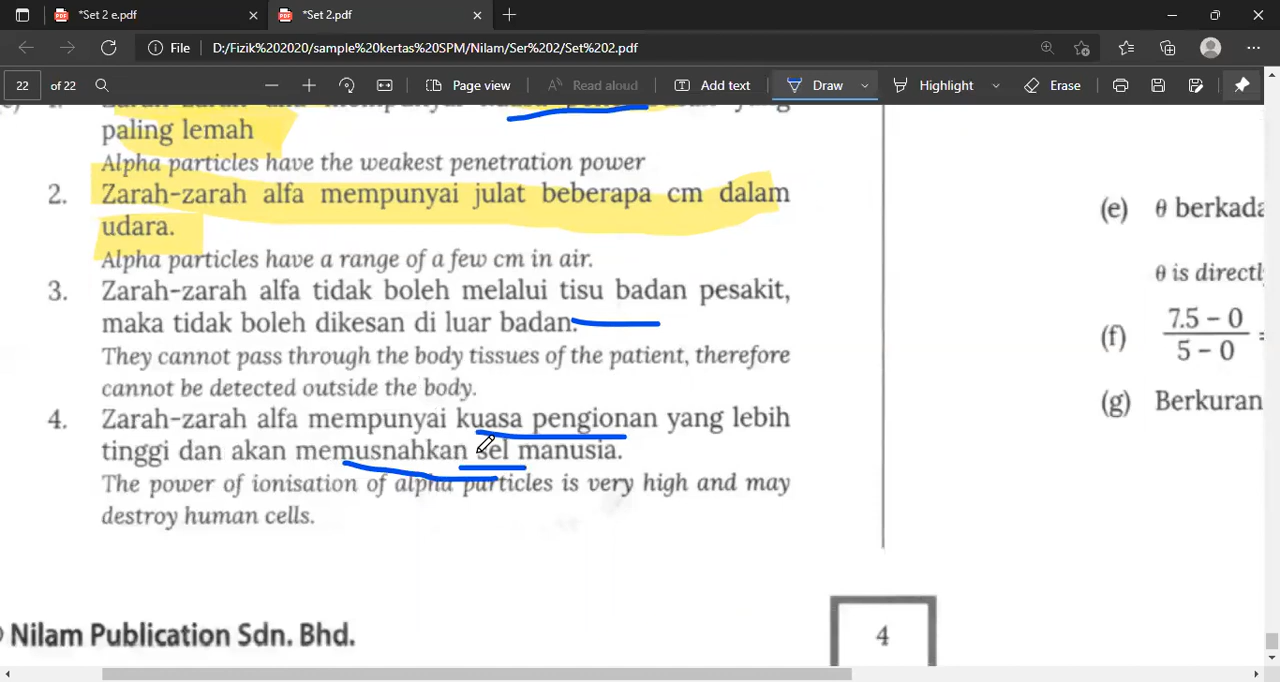 *Set 2 e.pdf
*Set 2.pdf
File
D:/Fizik%202020/sample%20kertas%20SPM/Nilam/Ser%202/Set%202.pdf
22 of 22
Page view
Read aloud
Add text
Draw
Highlight
Erase
paling lemah
Alpha particles have the weakest penetration power
2. Zarah-zarah alfa mempunyai julat beberapa cm dalam
udara.
Alpha particles have a range of a few cm in air.
3. Zarah-zarah alfa tidak boleh melalui tisu badan pesakit,
maka tidak boleh dikesan di luar badan.
They cannot pass through the body tissues of the patient, therefore
cannot be detected outside the body.
4. Zarah-zarah alfa mempunyai kuasa pengionan yang lebih
tinggi dan akan memusnahkan sel manusia.
The power of ionisation of alpha particles is very high and may
destroy human cells.
Nilam Publication Sdn. Bhd.
4
(e) θ berkada
θ is directl
(f) 7.5 – 0
5 – 0
=
(g) Berkuran